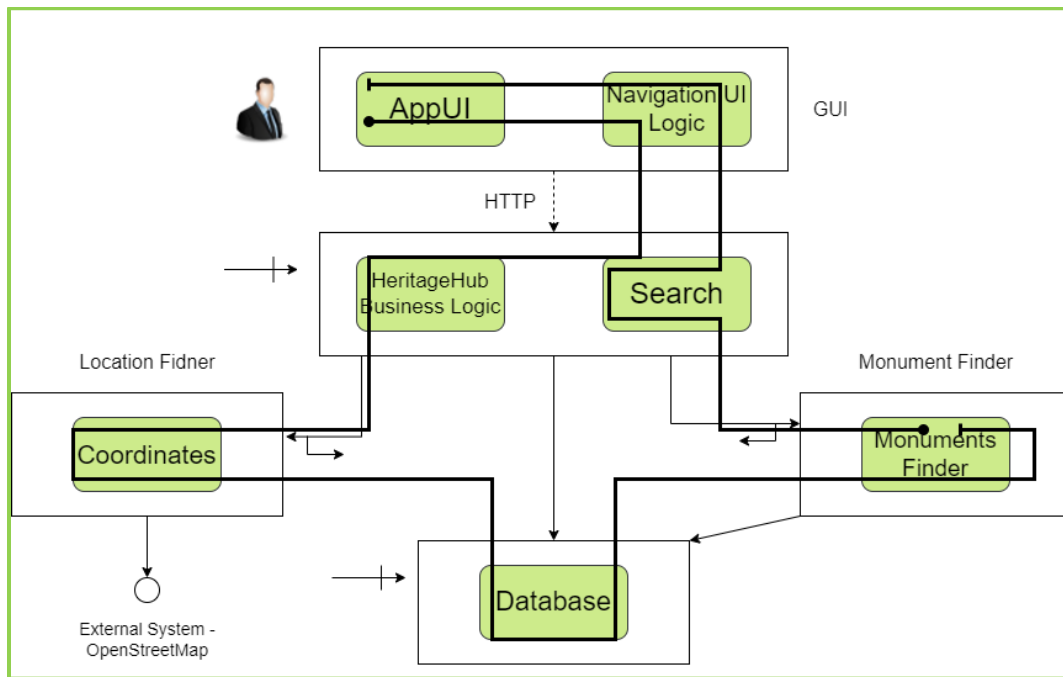 AppUI
Navigation UI
Logic
GUI
HTTP
HeritageHub
Business Logic
Search
Location Fidner
Monument Finder
Coordinates
Monuments
Finder
Database
External System -
OpenStreetMap